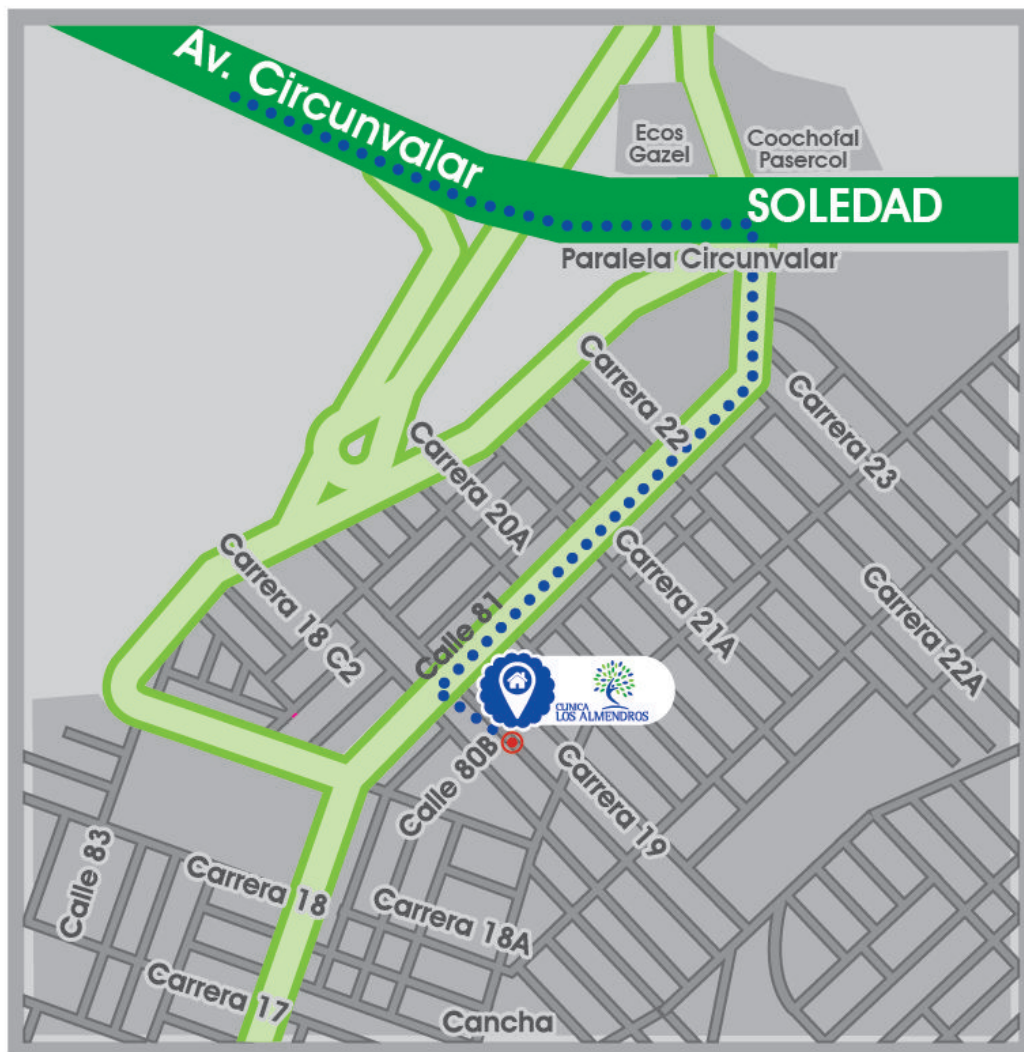 Av. Circunvalar
Ecos
Gazel
Coochofal
Pasercol
SOLEDAD
Paralela Circunvalar
Carrera 22
Carrera 23
Carrera 20A
Carrera 18 C2
Carrera 21A
Carrera 22A
Calle 81
CLINICA
LOS ALMENDROS
Calle 80B
Carrera 19
Calle 83
Carrera 18
Carrera 18A
Carrera 17
Cancha